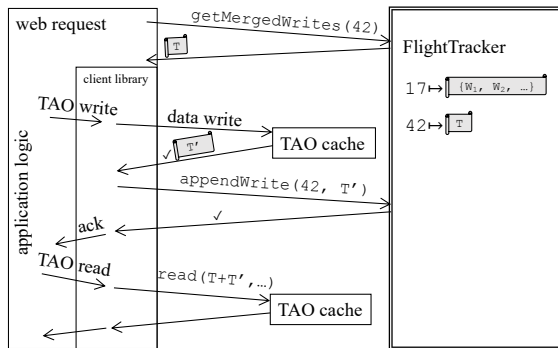 web request
getMergedWrites(42)
T
FlightTracker
client library
17↦ {W₁, W₂, …}
TAO write
data write
42↦ T
✓ T′
TAO cache
application logic
appendWrite(42, T′)
✓
ack
TAO read
read(T+T′,…)
TAO cache